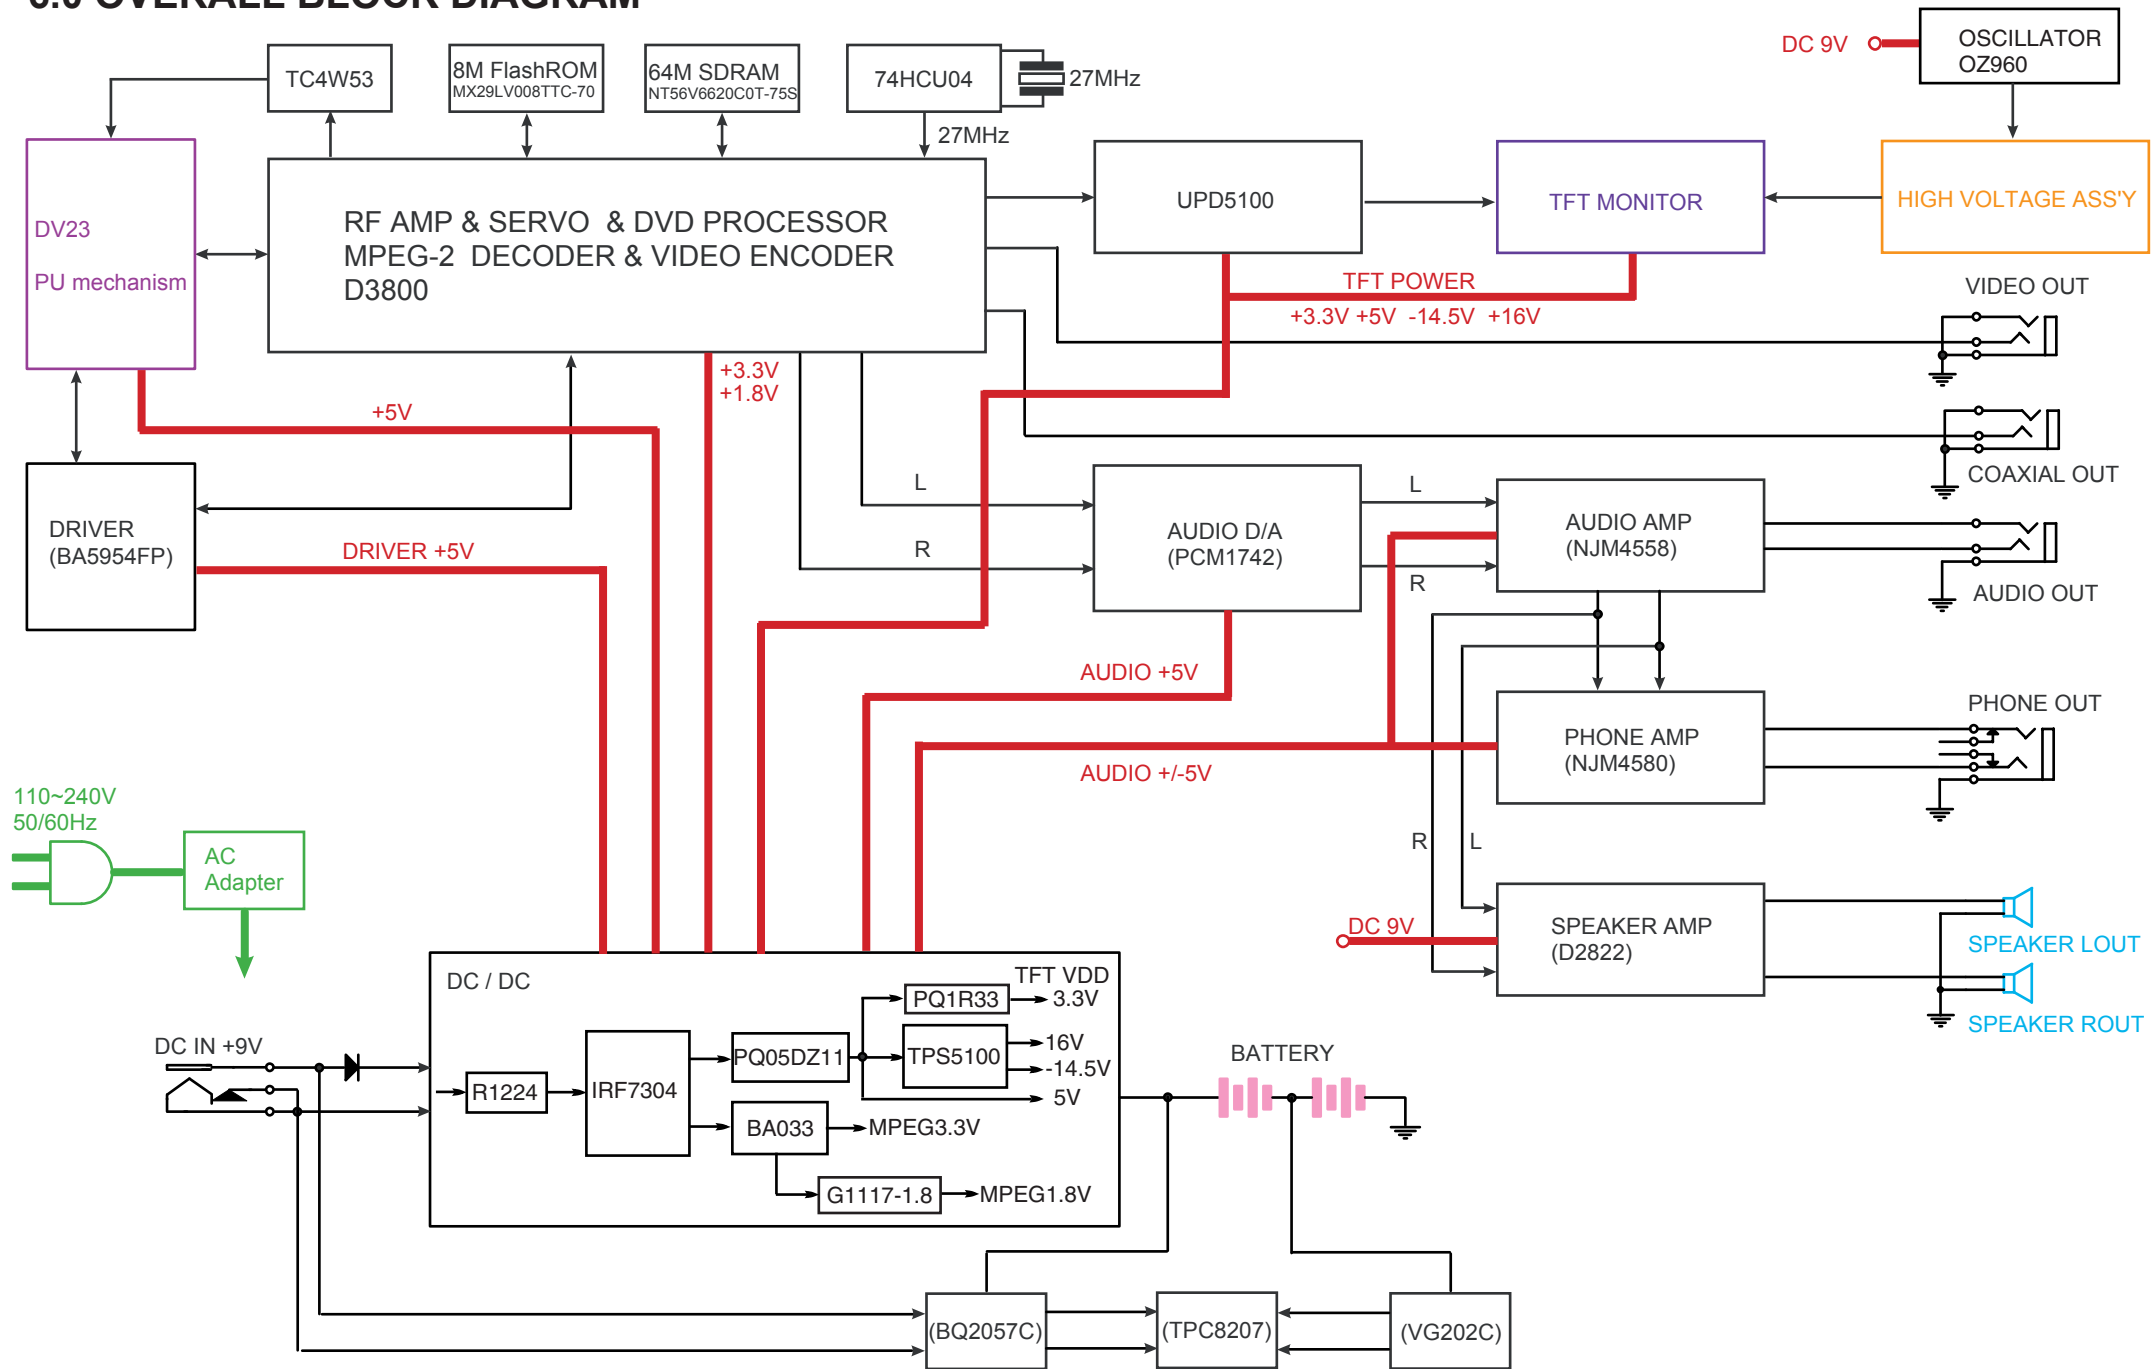 6.0 OVERALL BLOCK DIAGRAM
DC 9V
OSCILLATOR
OZ960
TC4W53
8M FlashROM
MX29LV008TTC-70
64M SDRAM
NT56V6620C0T-75S
74HCU04
27MHz
27MHz
DV23
PU mechanism
RF AMP & SERVO & DVD PROCESSOR
MPEG-2 DECODER & VIDEO ENCODER
D3800
UPD5100
TFT MONITOR
HIGH VOLTAGE ASS'Y
TFT POWER
+3.3V +5V -14.5V +16V
VIDEO OUT
+3.3V
+1.8V
+5V
COAXIAL OUT
DRIVER
(BA5954FP)
DRIVER +5V
L
R
AUDIO D/A
(PCM1742)
L
R
AUDIO AMP
(NJM4558)
AUDIO OUT
AUDIO +5V
PHONE OUT
PHONE AMP
(NJM4580)
AUDIO +/-5V
110~240V
50/60Hz
AC
Adapter
R
L
DC 9V
SPEAKER AMP
(D2822)
SPEAKER LOUT
SPEAKER ROUT
DC / DC
TFT VDD
PQ1R33
3.3V
DC IN +9V
R1224
IRF7304
PQ05DZ11
TPS5100
16V
-14.5V
5V
BATTERY
BA033
MPEG3.3V
G1117-1.8
MPEG1.8V
(BQ2057C)
(TPC8207)
(VG202C)